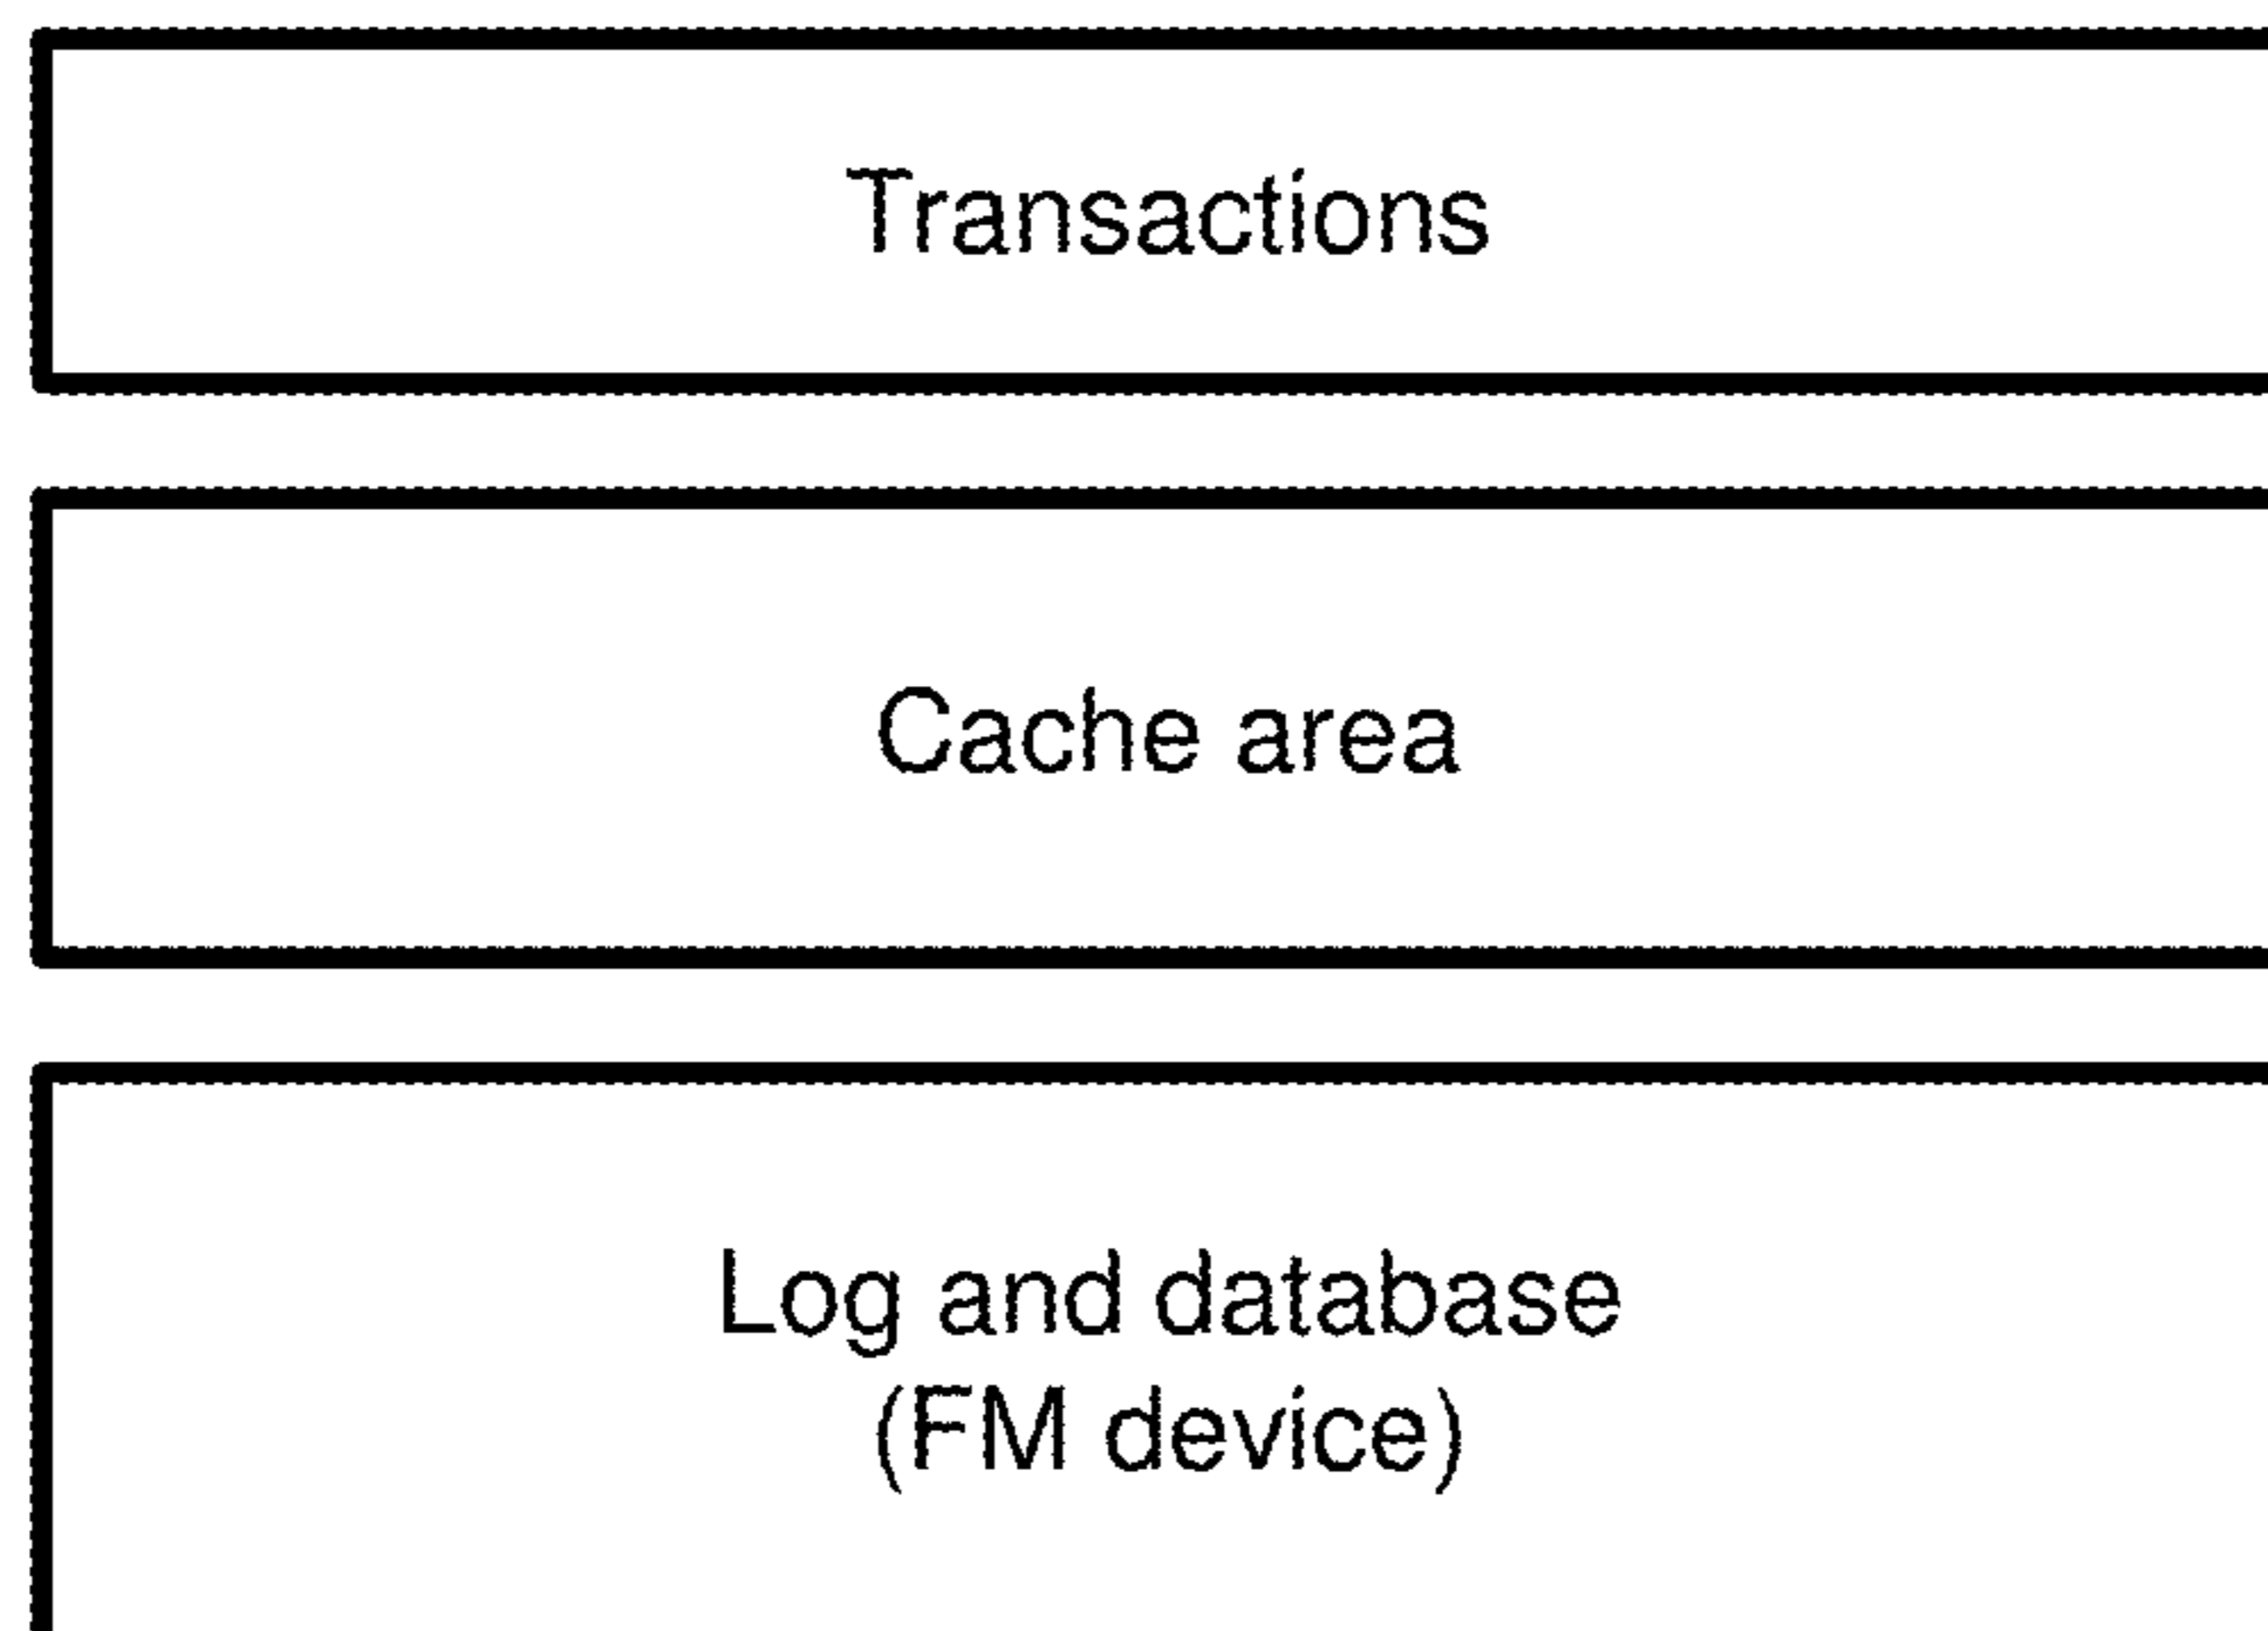 Transactions
Cache area
Log and database
(FM device)